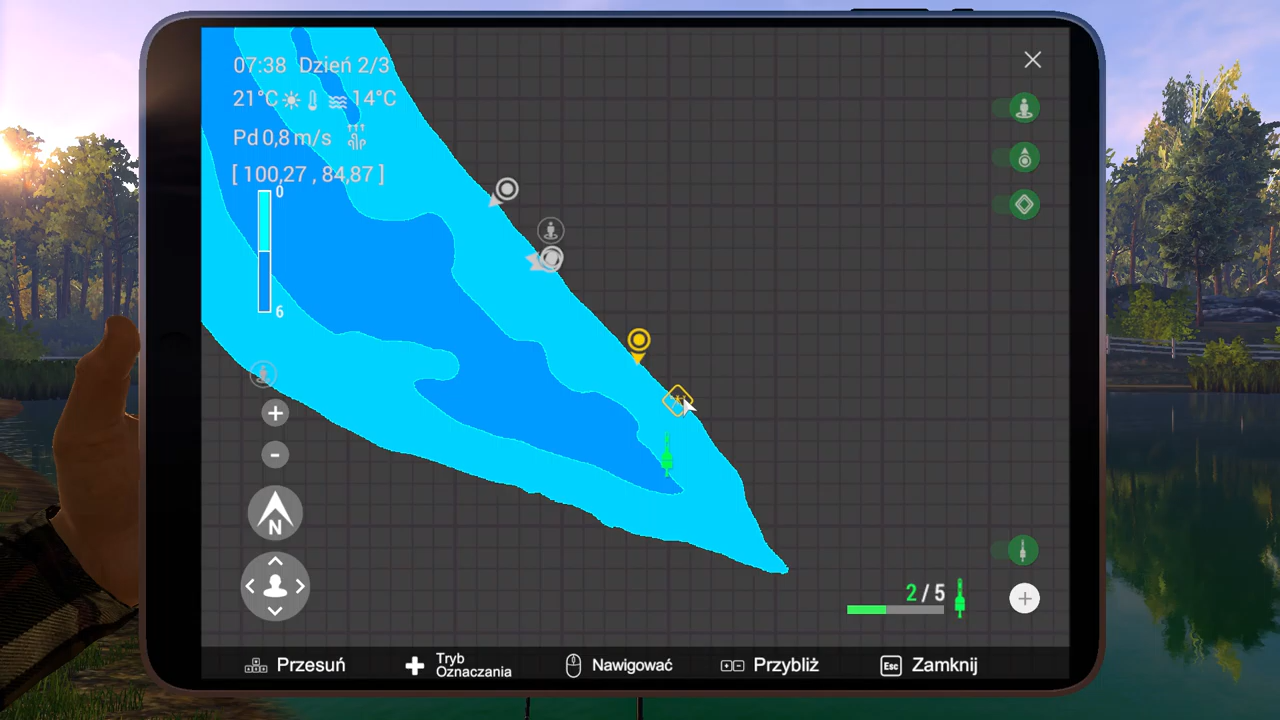 07:38 Dzień 2/3
21°C 14°C
Pd 0,8 m/s
[ 100,27 , 84,87 ]
0
6
+
-
N
2 / 5
+
Przesuń
Tryb
Oznaczania
Nawigować
Przybliż
Esc Zamknij